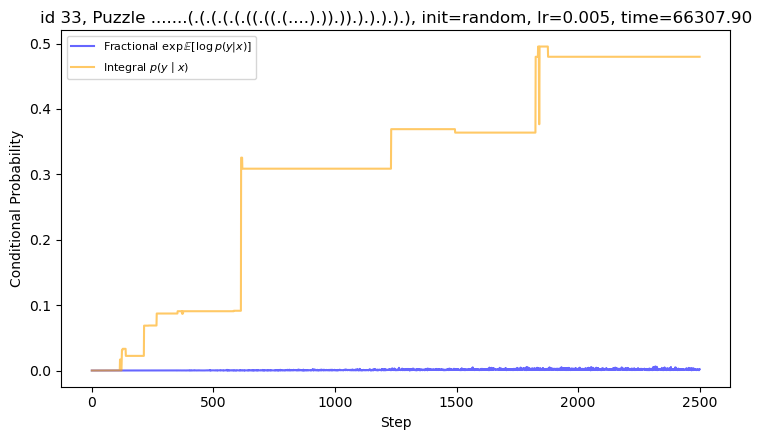 id 33, Puzzle .......(.(.(.(.(.((.((.(....).)).)).).).).).), init=random, lr=0.005, time=66307.90
Fractional exp𝔼[log p(y|x)]
Integral p(y | x)
0.5
0.4
0.3
0.2
0.1
0.0
Conditional Probability
0
500
1000
1500
2000
2500
Step